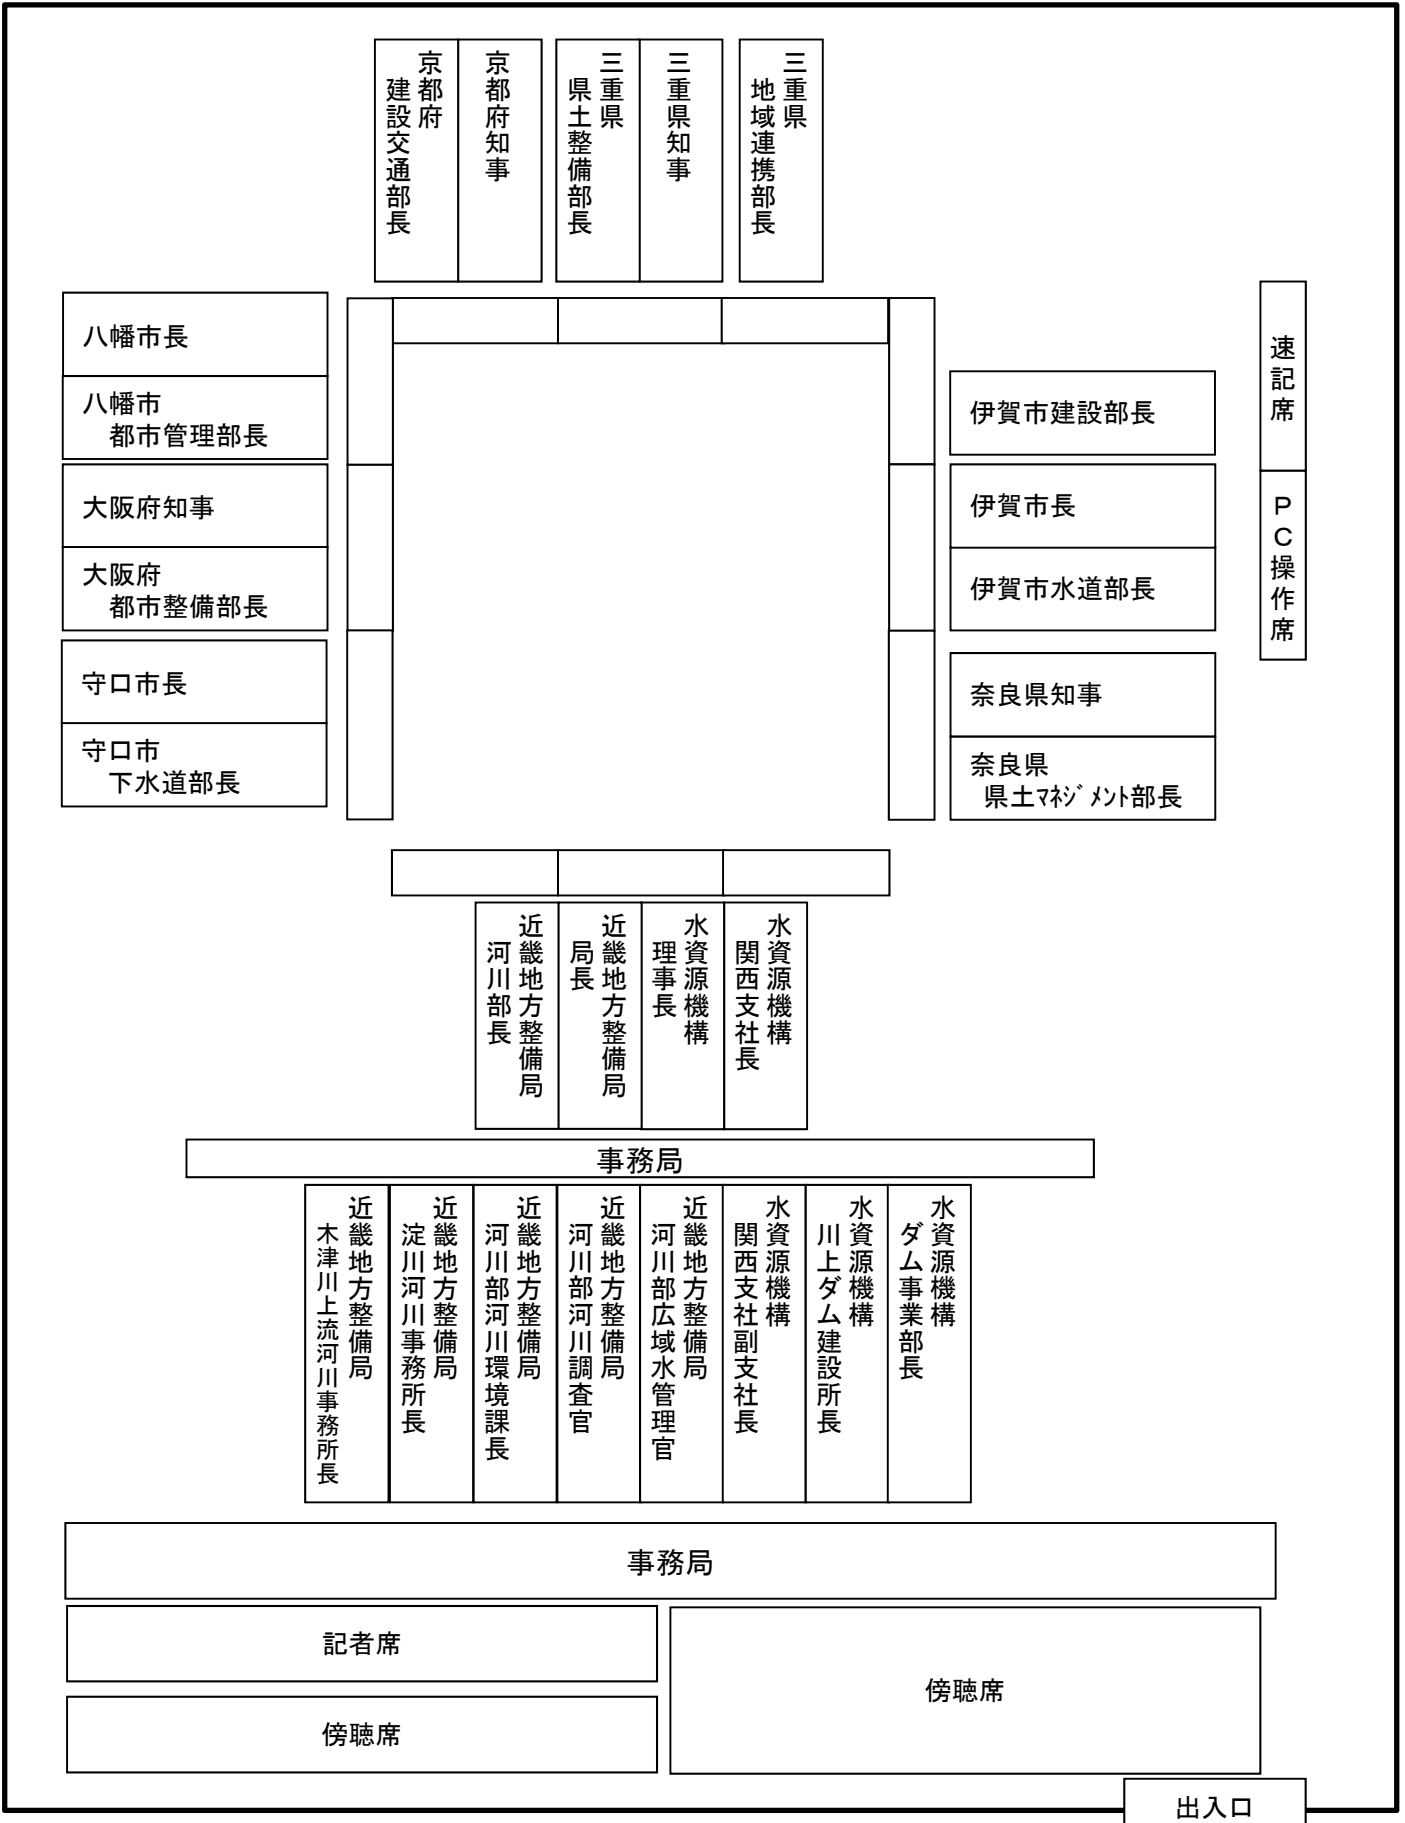 京都府
建設交通部長
京都府知事
三重県
県土整備部長
三重県知事
三重県
地域連携部長
八幡市長
八幡市
都市管理部長
大阪府知事
大阪府
都市整備部長
守口市長
守口市
下水道部長
伊賀市建設部長
伊賀市長
伊賀市水道部長
奈良県知事
奈良県
県土ﾏﾈｼﾞﾒﾝﾄ部長
速記席
ＰＣ操作席
近畿地方整備局
河川部長
近畿地方整備局
局長
水資源機構
理事長
水資源機構
関西支社長
事務局
近畿地方整備局
木津川上流河川事務所長
近畿地方整備局
淀川河川事務所長
近畿地方整備局
河川部河川環境課長
近畿地方整備局
河川部河川調査官
近畿地方整備局
河川部広域水管理官
水資源機構
関西支社副支社長
水資源機構
川上ダム建設所長
水資源機構
ダム事業部長
事務局
記者席
傍聴席
傍聴席
出入口